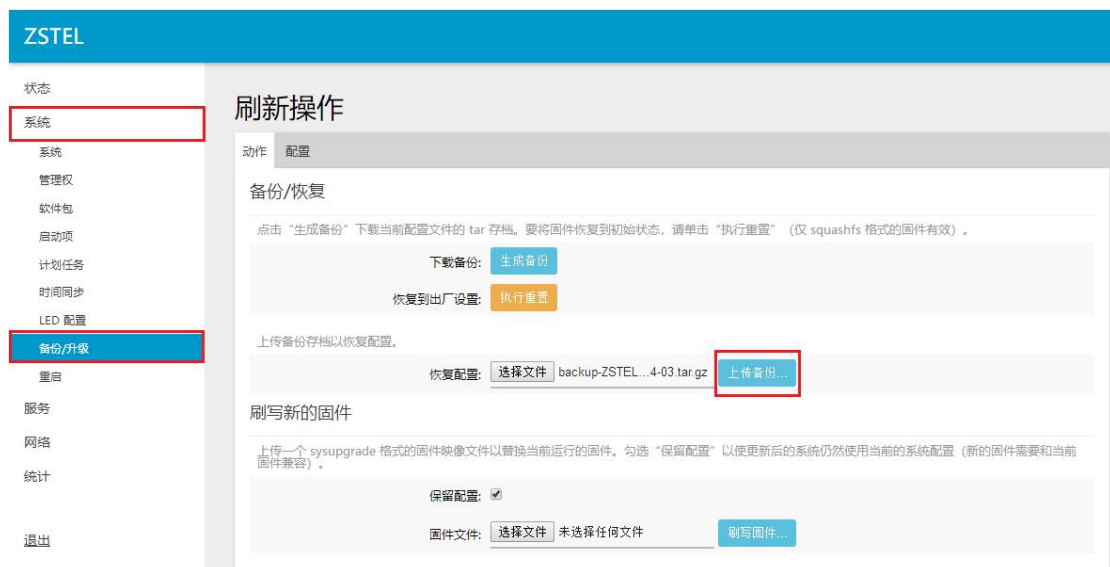 ZSTEL
状态
系统
系统
管理权
软件包
启动项
计划任务
时间同步
LED 配置
备份/升级
重启
服务
网络
统计
退出
刷新操作
动作 配置
备份/恢复
点击“生成备份”下载当前配置文件的 tar 存档。要将固件恢复到初始状态，请单击“执行重置”（仅 squashfs 格式的固件有效）。
下载备份: 生成备份
恢复到出厂设置: 执行重置
上传备份存档以恢复配置。
恢复配置: 选择文件 backup-ZSTEL...4-03.tar.gz 上传备份...
刷写新的固件
上传一个 sysupgrade 格式的固件映像文件以替换当前运行的固件。勾选“保留配置”以使更新后的系统仍然使用当前的系统配置（新的固件需要和当前
固件兼容）。
保留配置:
固件文件: 选择文件 未选择任何文件 刷写固件...